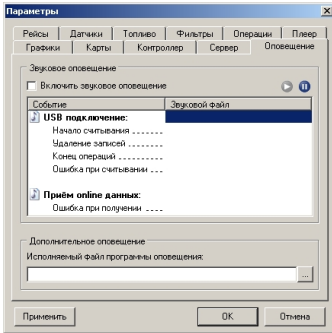 Параметры
Рейсы Датчики Топливо Фильтры Операции Плеер
Графики Карты Контроллер Сервер Оповещение
Звуковое оповещение
Включить звуковое оповещение
Событие Звуковой файл
USB подключение:
Начало считывания .......
Удаление записей ....
Конец операций ....
Ошибка при считывании ...
Приём online данных:
Ошибка при получении ....
Дополнительное оповещение
Исполняемый файл программы оповещения:
...
Применить OK Отмена